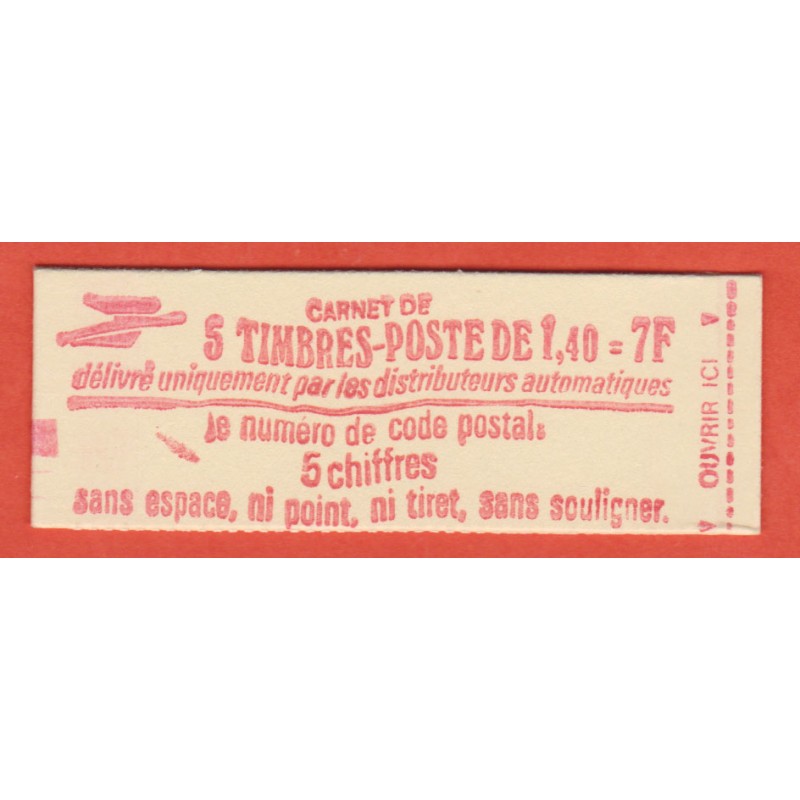 CARNET DE
5 TIMBRES-POSTE DE 1,40 = 7F
délivré uniquement par les distributeurs automatiques
le numéro de code postal:
5 chiffres
sans espace, ni point, ni tiret, sans souligner.
OUVRIR ICI